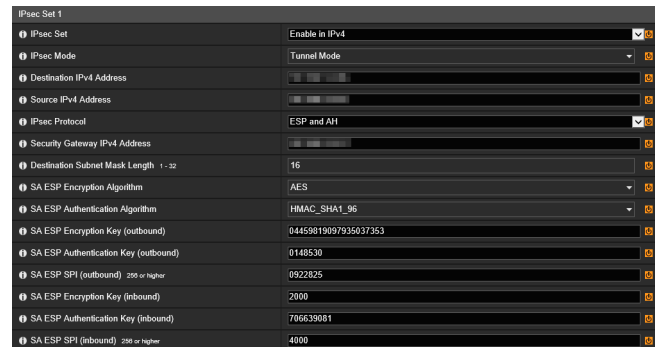 IPsec Set 1
IPsec Set Enable in IPv4
IPsec Mode Tunnel Mode
Destination IPv4 Address
Source IPv4 Address
IPsec Protocol ESP and AH
Security Gateway IPv4 Address
Destination Subnet Mask Length 1 - 32 16
SA ESP Encryption Algorithm AES
SA ESP Authentication Algorithm HMAC_SHA1_96
SA ESP Encryption Key (outbound) 04459819097935037353
SA ESP Authentication Key (outbound) 0148530
SA ESP SPI (outbound) 256 or higher 0922825
SA ESP Encryption Key (inbound) 2000
SA ESP Authentication Key (inbound) 706639081
SA ESP SPI (inbound) 256 or higher 4000